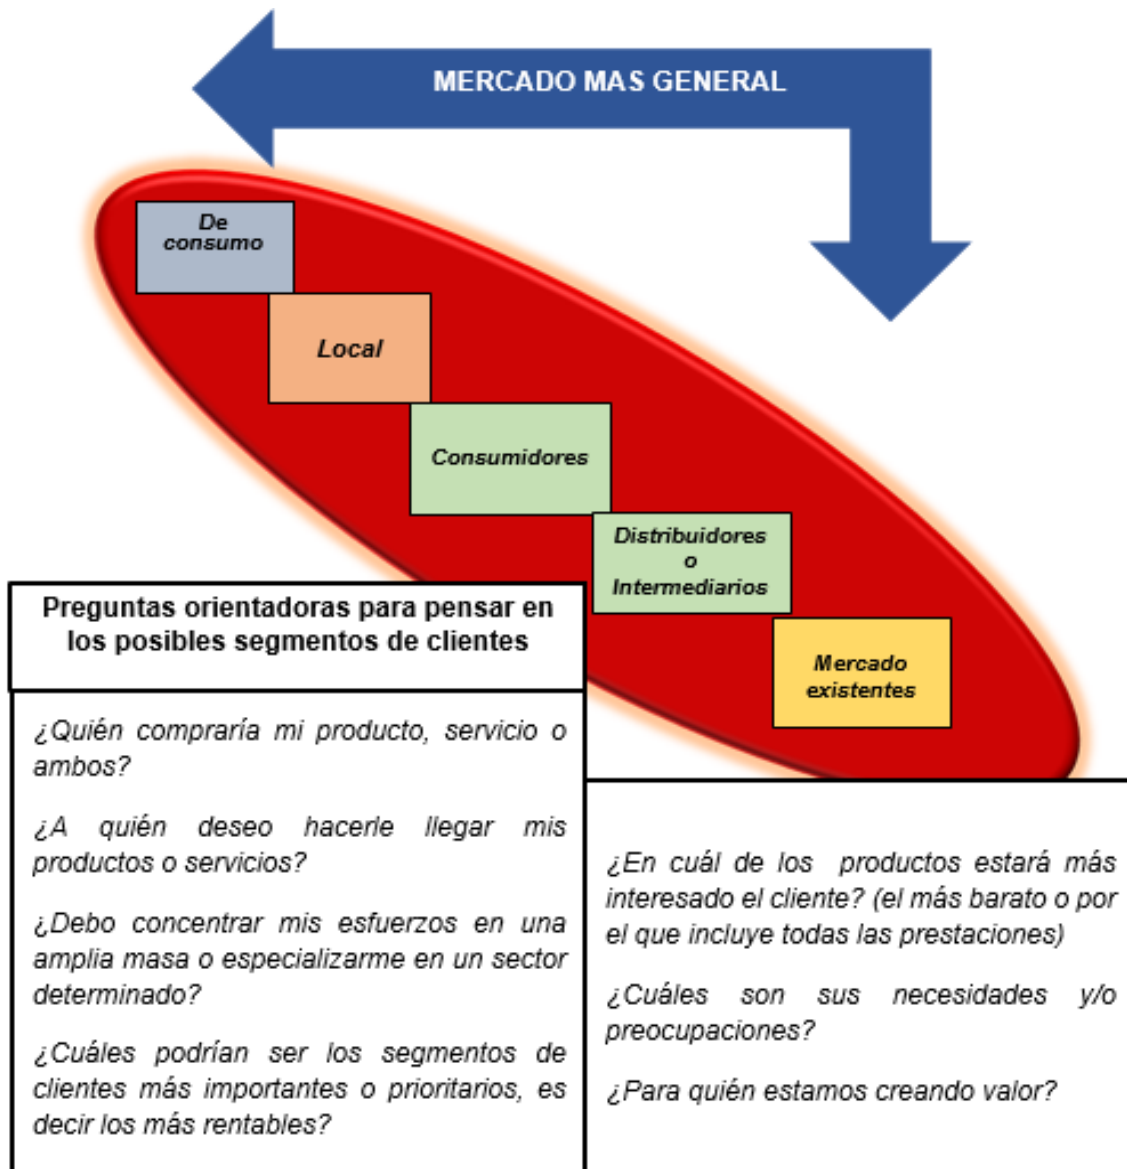 MERCADO MAS GENERAL
De
consumo
Local
Consumidores
Distribuidores
o
Intermediarios
Mercado
existentes
Preguntas orientadoras para pensar en
los posibles segmentos de clientes
¿Quién compraría mi producto, servicio o
ambos?
¿A quién deseo hacerle llegar mis
productos o servicios?
¿Debo concentrar mis esfuerzos en una
amplia masa o especializarme en un sector
determinado?
¿Cuáles podrían ser los segmentos de
clientes más importantes o prioritarios, es
decir los más rentables?
¿En cuál de los productos estará más
interesado el cliente? (el más barato o por
el que incluye todas las prestaciones)
¿Cuáles son sus necesidades y/o
preocupaciones?
¿Para quién estamos creando valor?